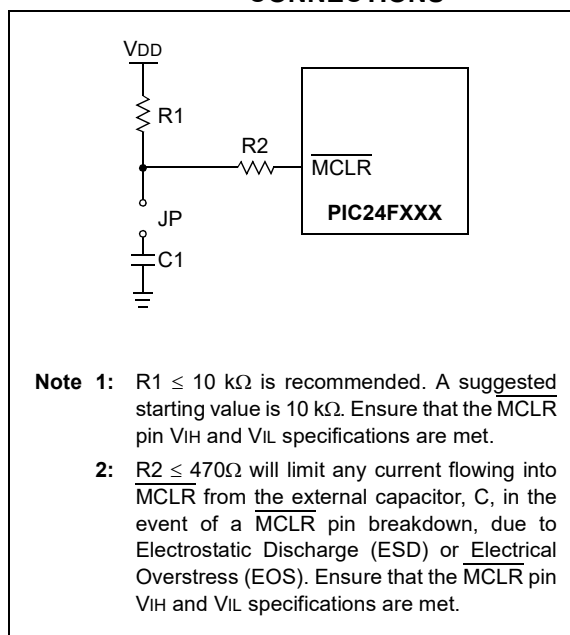 VDD
R1
R2
MCLR
PIC24FXXX
JP
C1
Note 1: R1 ≤ 10 kΩ is recommended. A suggested
starting value is 10 kΩ. Ensure that the MCLR
pin VIH and VIL specifications are met.
2: R2 ≤ 470Ω will limit any current flowing into
MCLR from the external capacitor, C, in the
event of a MCLR pin breakdown, due to
Electrostatic Discharge (ESD) or Electrical
Overstress (EOS). Ensure that the MCLR pin
VIH and VIL specifications are met.